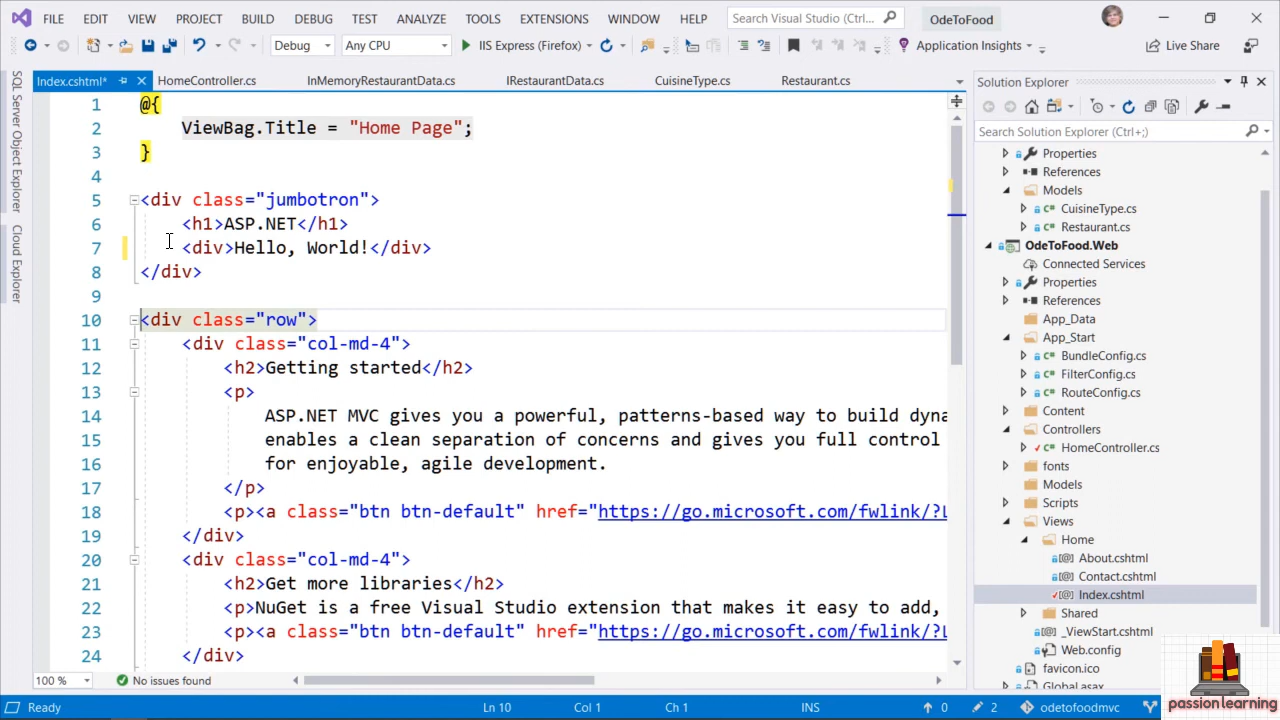 FILE EDIT VIEW PROJECT BUILD DEBUG TEST ANALYZE TOOLS EXTENSIONS WINDOW HELP Search Visual Studio (Ctrl... OdeToFood
Debug Any CPU IIS Express (Firefox) Application Insights Live Share
SQL Server Object Explorer
Cloud Explorer
Index.cshtml* HomeController.cs InMemoryRestaurantData.cs IRestaurantData.cs CuisineType.cs Restaurant.cs
1 @{
2 ViewBag.Title = "Home Page";
3 }
4
5 <div class="jumbotron">
6 <h1>ASP.NET</h1>
7 <div>Hello, World!</div>
8 </div>
9
10 <div class="row">
11 <div class="col-md-4">
12 <h2>Getting started</h2>
13 <p>
14 ASP.NET MVC gives you a powerful, patterns-based way to build dyna
15 enables a clean separation of concerns and gives you full control
16 for enjoyable, agile development.
17 </p>
18 <p><a class="btn btn-default" href="https://go.microsoft.com/fwlink/?L
19 </div>
20 <div class="col-md-4">
21 <h2>Get more libraries</h2>
22 <p>NuGet is a free Visual Studio extension that makes it easy to add,
23 <p><a class="btn btn-default" href="https://go.microsoft.com/fwlink/?L
24 </div>
100 % No issues found
Solution Explorer
Search Solution Explorer (Ctrl+;)
Properties
References
Models
C# CuisineType.cs
C# Restaurant.cs
OdeToFood.Web
Connected Services
Properties
References
App_Data
App_Start
C# BundleConfig.cs
C# FilterConfig.cs
C# RouteConfig.cs
Content
Controllers
C# HomeController.cs
fonts
Models
Scripts
Views
Home
[@] About.cshtml
[@] Contact.cshtml
[@] Index.cshtml
Shared
[@] _ViewStart.cshtml
Web.config
favicon.ico
Global.asax
passion learning
Ready Ln 10 Col 1 Ch 1 INS 0 2 odetofoodmvc